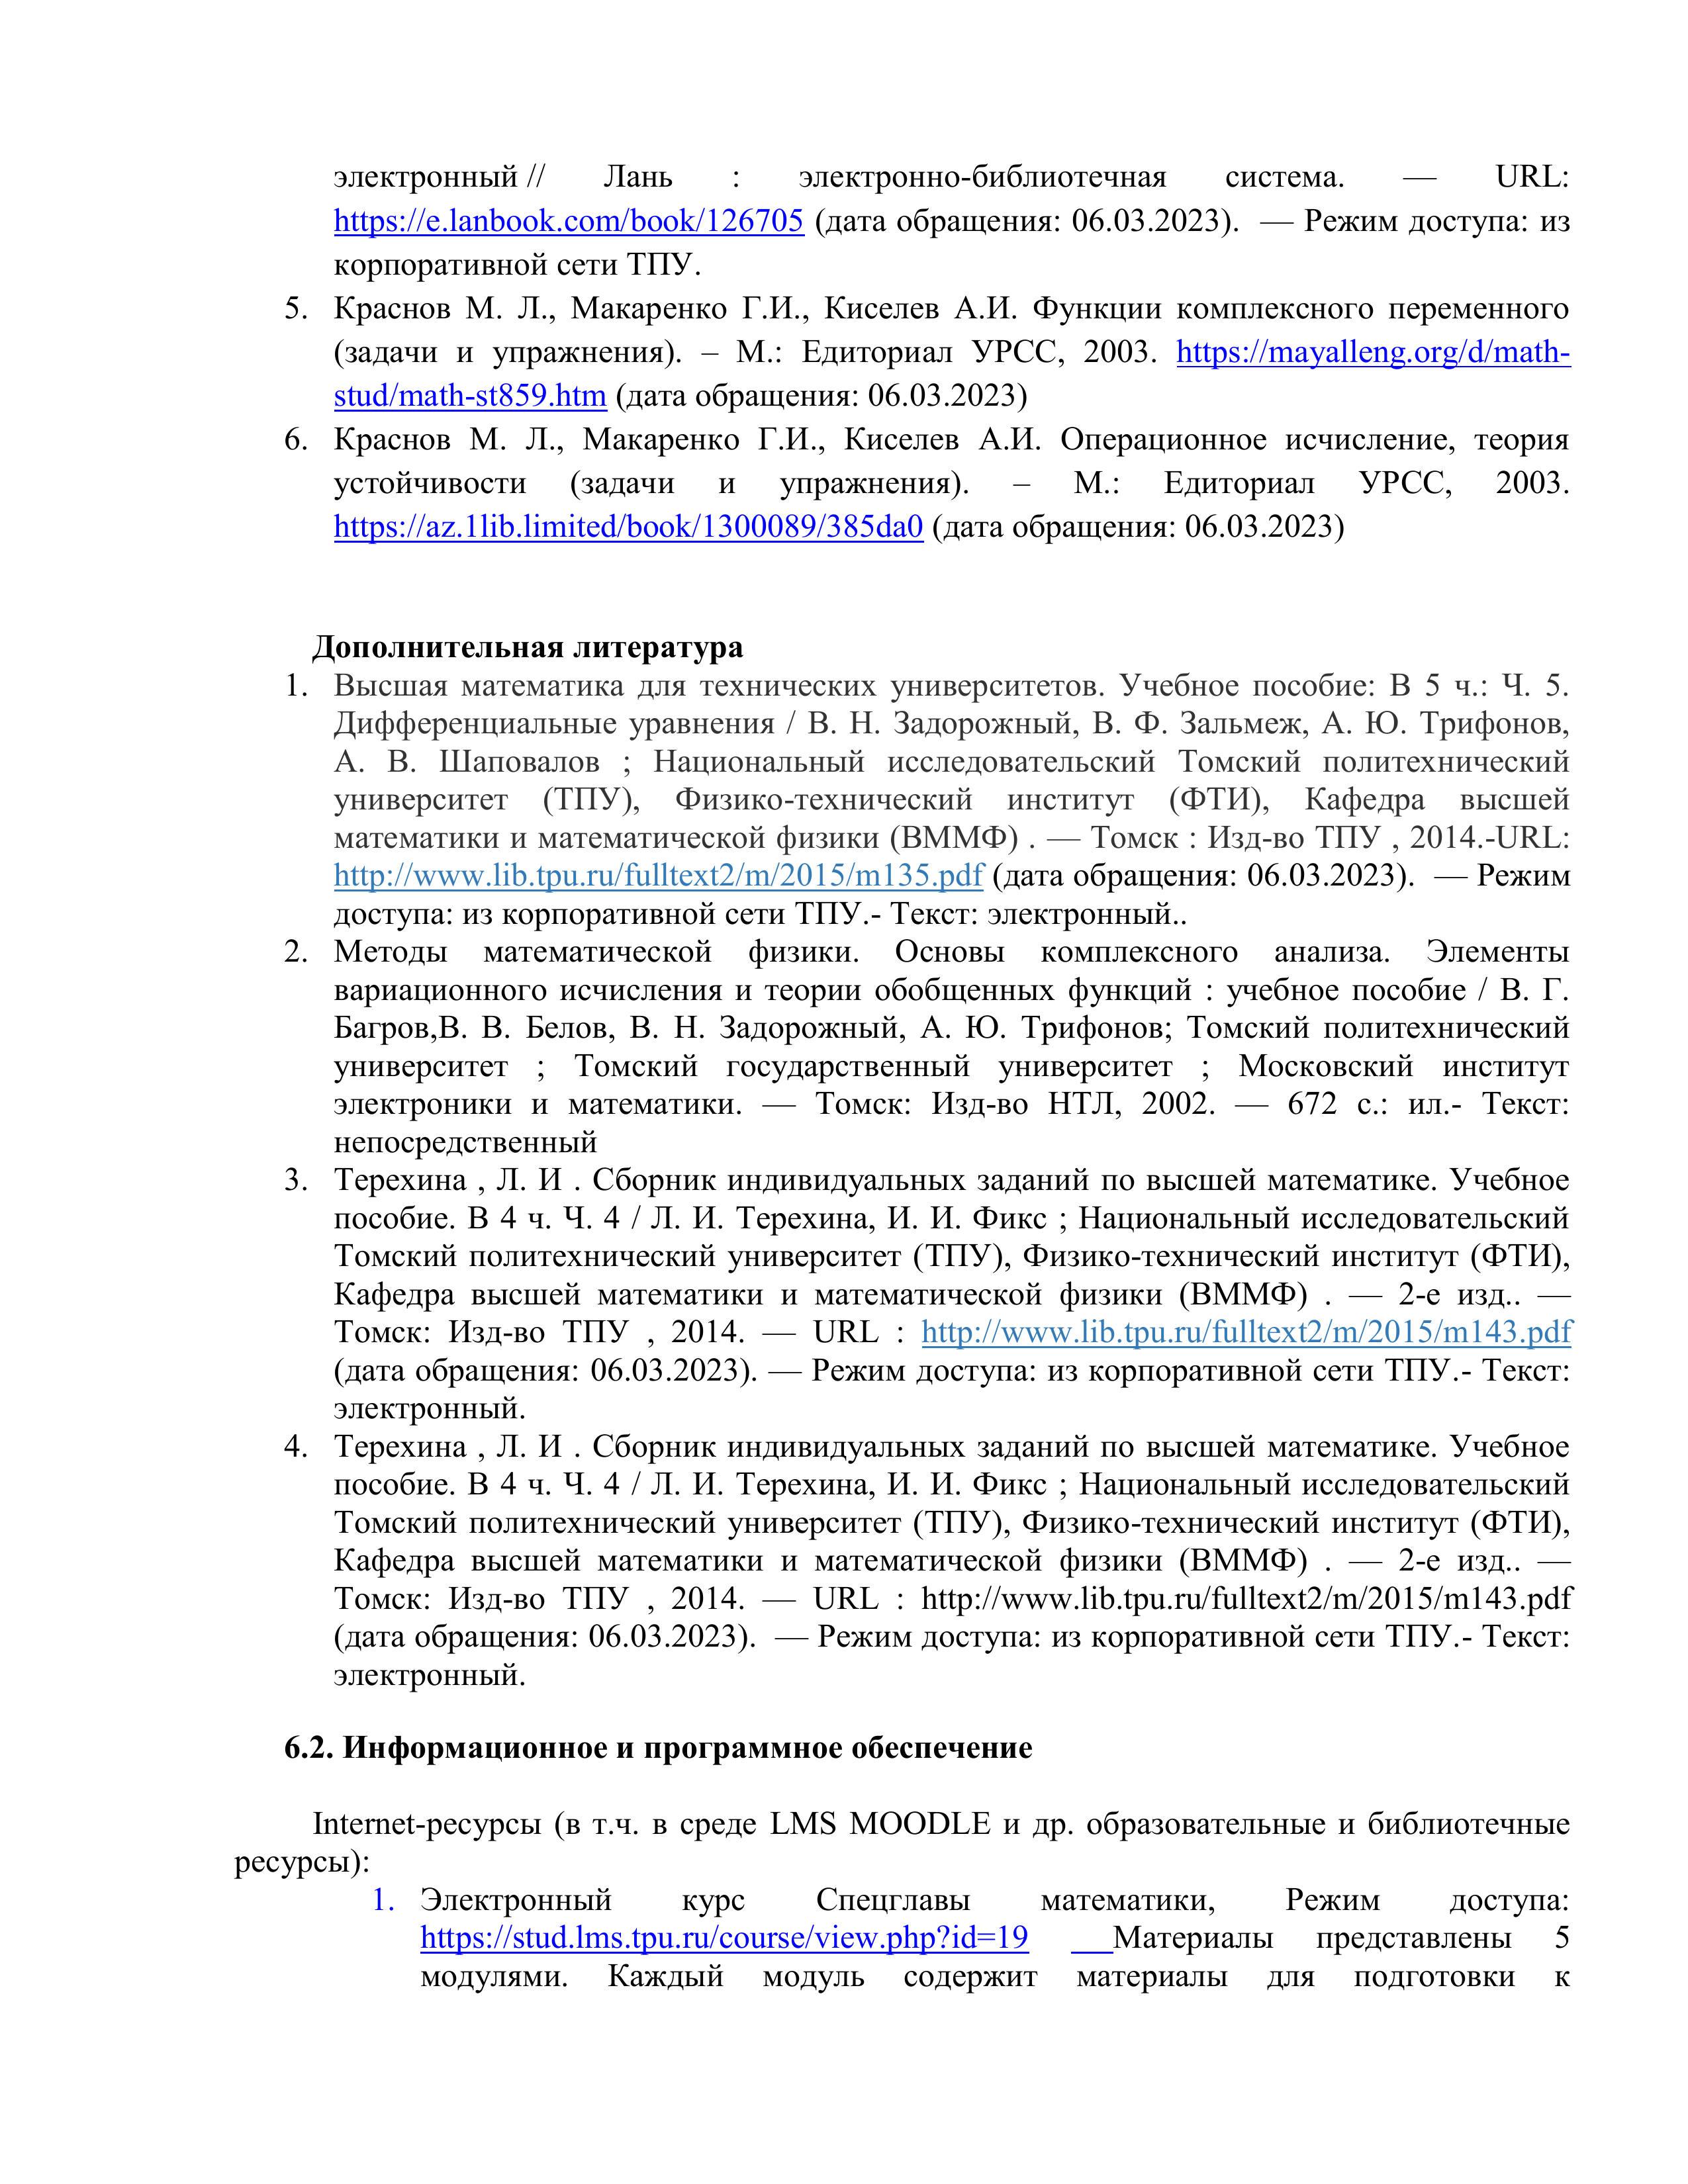 электронный // Лань : электронно-библиотечная система. — URL:
https://e.lanbook.com/book/126705 (дата обращения: 06.03.2023). — Режим доступа: из
корпоративной сети ТПУ.
5. Краснов М. Л., Макаренко Г.И., Киселев А.И. Функции комплексного переменного
(задачи и упражнения). – М.: Едиториал УРСС, 2003. https://mayalleng.org/d/math-
stud/math-st859.htm (дата обращения: 06.03.2023)
6. Краснов М. Л., Макаренко Г.И., Киселев А.И. Операционное исчисление, теория
устойчивости (задачи и упражнения). – М.: Едиториал УРСС, 2003.
https://az.1lib.limited/book/1300089/385da0 (дата обращения: 06.03.2023)
Дополнительная литература
1. Высшая математика для технических университетов. Учебное пособие: В 5 ч.: Ч. 5.
Дифференциальные уравнения / В. Н. Задорожный, В. Ф. Зальмеж, А. Ю. Трифонов,
А. В. Шаповалов ; Национальный исследовательский Томский политехнический
университет (ТПУ), Физико-технический институт (ФТИ), Кафедра высшей
математики и математической физики (ВММФ) . — Томск : Изд-во ТПУ , 2014.-URL:
http://www.lib.tpu.ru/fulltext2/m/2015/m135.pdf (дата обращения: 06.03.2023). — Режим
доступа: из корпоративной сети ТПУ.- Текст: электронный..
2. Методы математической физики. Основы комплексного анализа. Элементы
вариационного исчисления и теории обобщенных функций : учебное пособие / В. Г.
Багров,В. В. Белов, В. Н. Задорожный, А. Ю. Трифонов; Томский политехнический
университет ; Томский государственный университет ; Московский институт
электроники и математики. — Томск: Изд-во НТЛ, 2002. — 672 с.: ил.- Текст:
непосредственный
3. Терехина , Л. И . Сборник индивидуальных заданий по высшей математике. Учебное
пособие. В 4 ч. Ч. 4 / Л. И. Терехина, И. И. Фикс ; Национальный исследовательский
Томский политехнический университет (ТПУ), Физико-технический институт (ФТИ),
Кафедра высшей математики и математической физики (ВММФ) . — 2-е изд.. —
Томск: Изд-во ТПУ , 2014. — URL : http://www.lib.tpu.ru/fulltext2/m/2015/m143.pdf
(дата обращения: 06.03.2023). — Режим доступа: из корпоративной сети ТПУ.- Текст:
электронный.
4. Терехина , Л. И . Сборник индивидуальных заданий по высшей математике. Учебное
пособие. В 4 ч. Ч. 4 / Л. И. Терехина, И. И. Фикс ; Национальный исследовательский
Томский политехнический университет (ТПУ), Физико-технический институт (ФТИ),
Кафедра высшей математики и математической физики (ВММФ) . — 2-е изд.. —
Томск: Изд-во ТПУ , 2014. — URL : http://www.lib.tpu.ru/fulltext2/m/2015/m143.pdf
(дата обращения: 06.03.2023). — Режим доступа: из корпоративной сети ТПУ.- Текст:
электронный.
6.2. Информационное и программное обеспечение
Internet-ресурсы (в т.ч. в среде LMS MOODLE и др. образовательные и библиотечные
ресурсы):
1. Электронный курс Спецглавы математики, Режим доступа:
https://stud.lms.tpu.ru/course/view.php?id=19 Материалы представлены 5
модулями. Каждый модуль содержит материалы для подготовки к